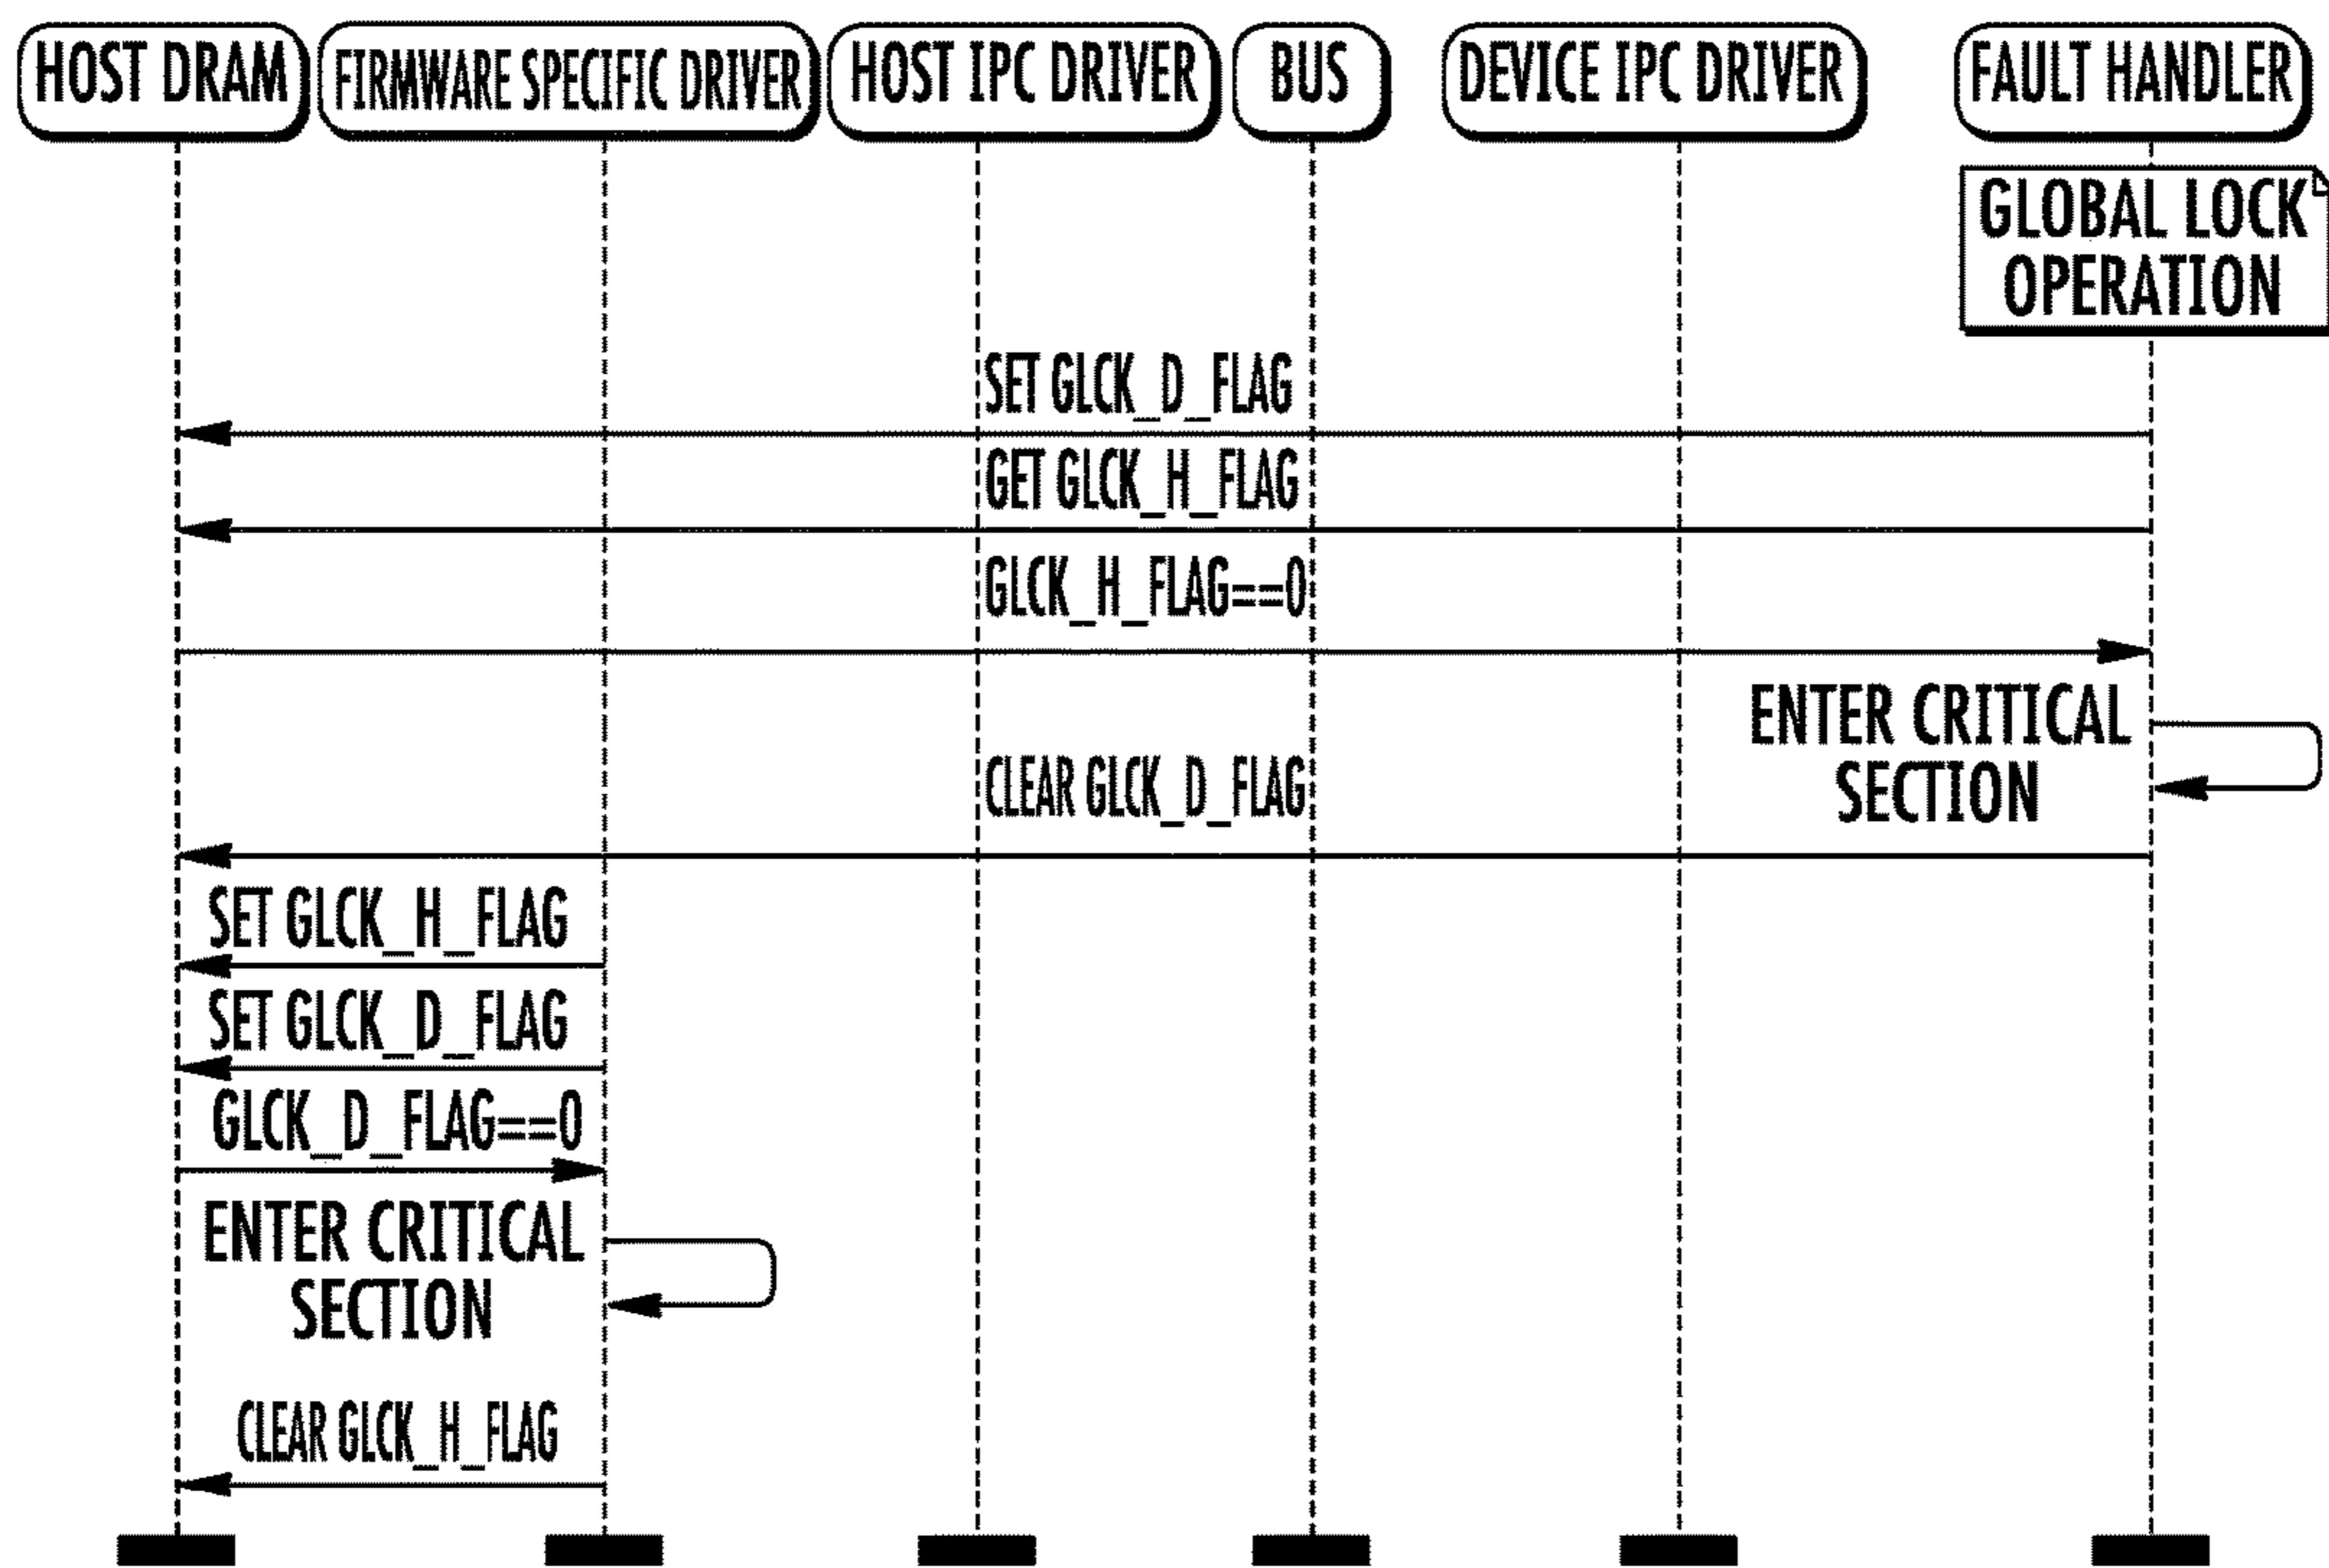 HOST DRAM
FIRMWARE SPECIFIC DRIVER
HOST IPC DRIVER
BUS
DEVICE IPC DRIVER
FAULT HANDLER
GLOBAL LOCK
OPERATION
SET GLCK_D_FLAG
GET GLCK_H_FLAG
GLCK_H_FLAG==0
ENTER CRITICAL
SECTION
CLEAR GLCK_D_FLAG
SET GLCK_H_FLAG
SET GLCK_D_FLAG
GLCK_D_FLAG==0
ENTER CRITICAL
SECTION
CLEAR GLCK_H_FLAG